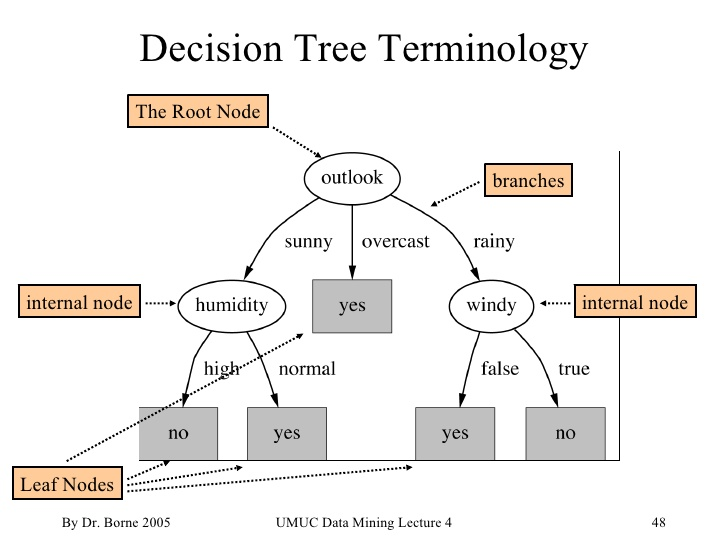 Decision Tree Terminology
The Root Node
outlook
branches
sunny
overcast
rainy
internal node
humidity
yes
windy
internal node
high
normal
false
true
no
yes
yes
no
Leaf Nodes
By Dr. Borne 2005
UMUC Data Mining Lecture 4
48